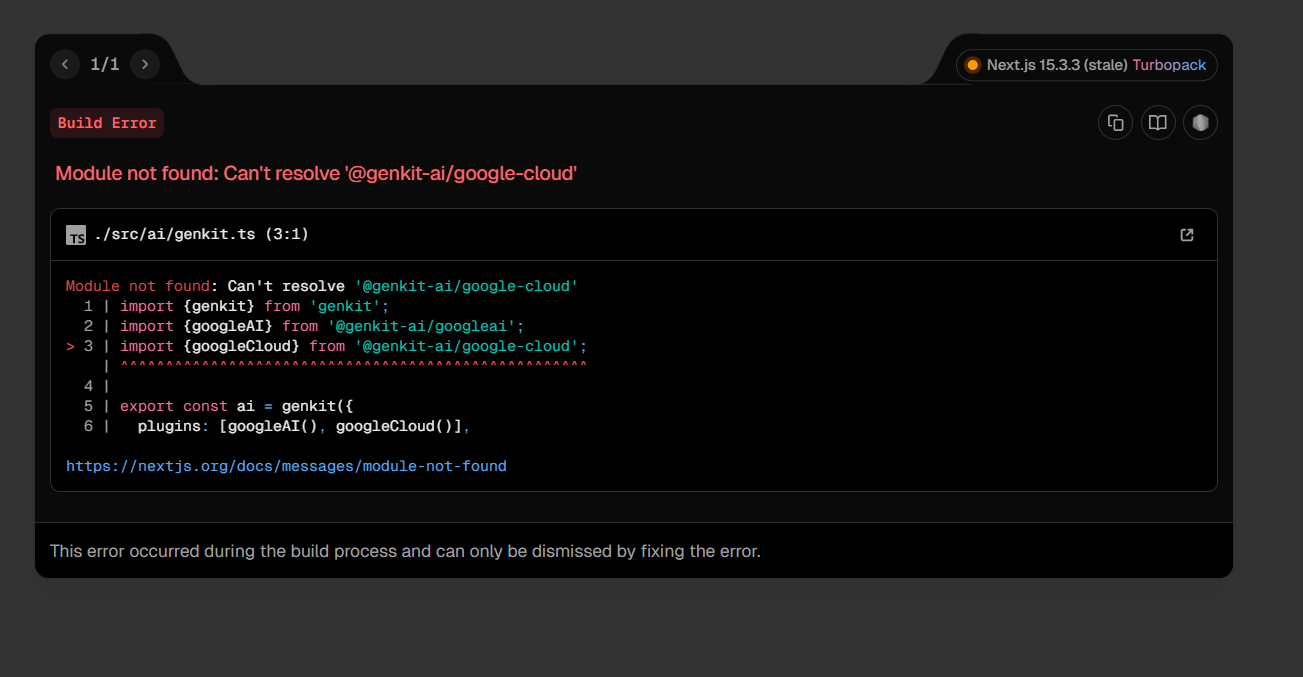 1/1
Next.js 15.3.3 (stale) Turbopack
Build Error
Module not found: Can't resolve '@genkit-ai/google-cloud'
TS ./src/ai/genkit.ts (3:1)
Module not found: Can't resolve '@genkit-ai/google-cloud'
  1 | import {genkit} from 'genkit';
  2 | import {googleAI} from '@genkit-ai/googleai';
> 3 | import {googleCloud} from '@genkit-ai/google-cloud';
    | ^^^^^^^^^^^^^^^^^^^^^^^^^^^^^^^^^^^^^^^^^^^^^^^^^^^^
  4 |
  5 | export const ai = genkit({
  6 |   plugins: [googleAI(), googleCloud()],
https://nextjs.org/docs/messages/module-not-found
This error occurred during the build process and can only be dismissed by fixing the error.